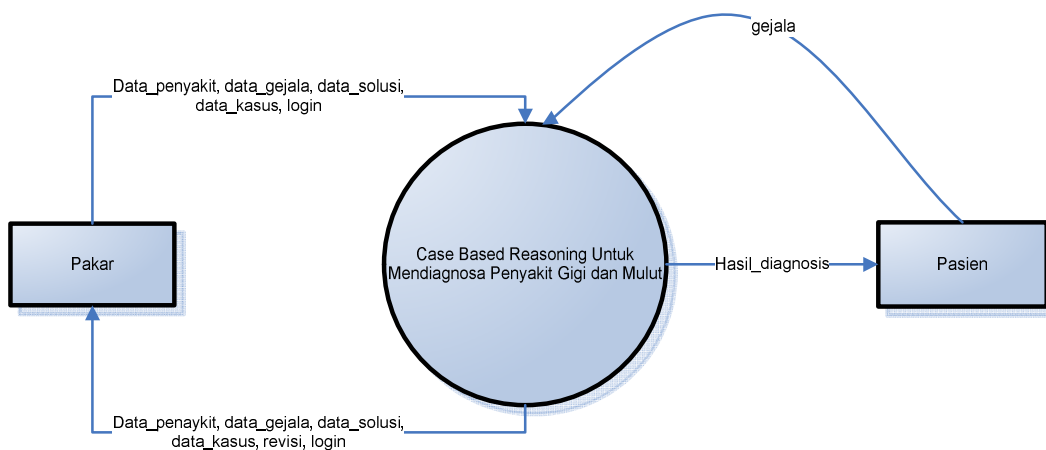 gejala
Data_penyakit, data_gejala, data_solusi,
data_kasus, login
Pakar
Case Based Reasoning Untuk
Mendiagnosa Penyakit Gigi dan Mulut
Hasil_diagnosis
Pasien
Data_penaykit, data_gejala, data_solusi,
data_kasus, revisi, login